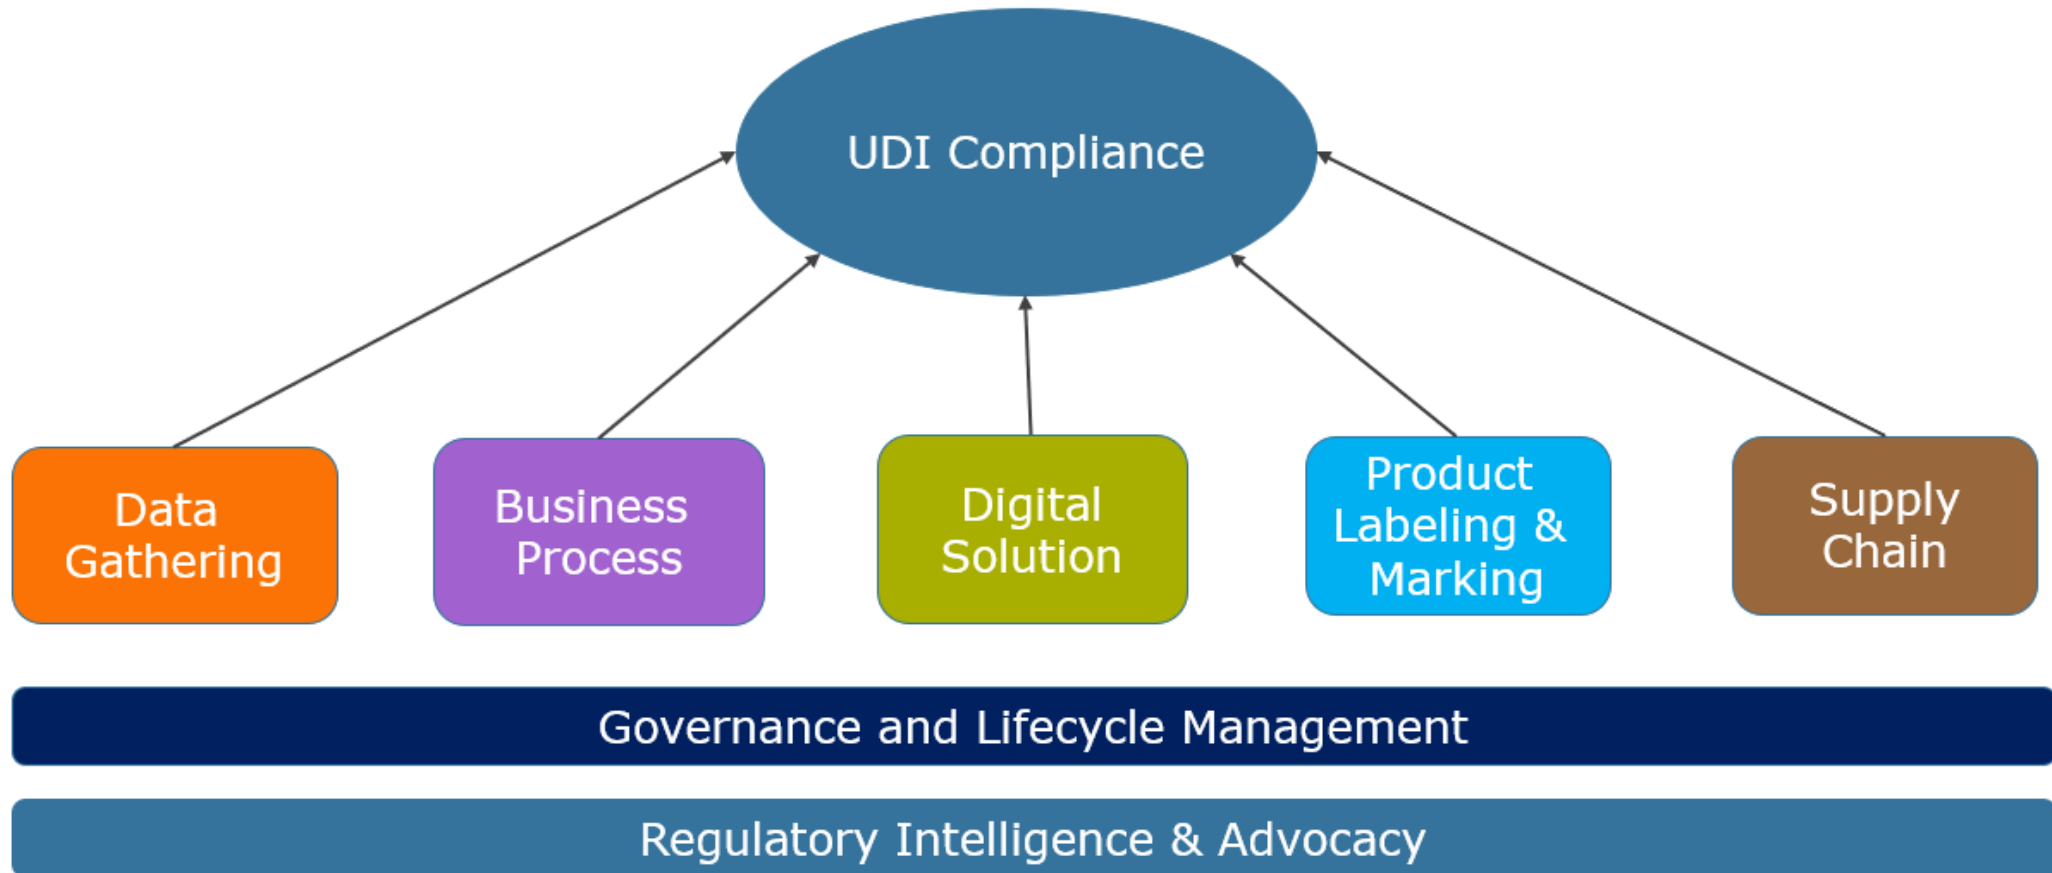 UDI Compliance
Data
Gathering
Business
Process
Digital
Solution
Product
Labeling &
Marking
Supply
Chain
Governance and Lifecycle Management
Regulatory Intelligence & Advocacy